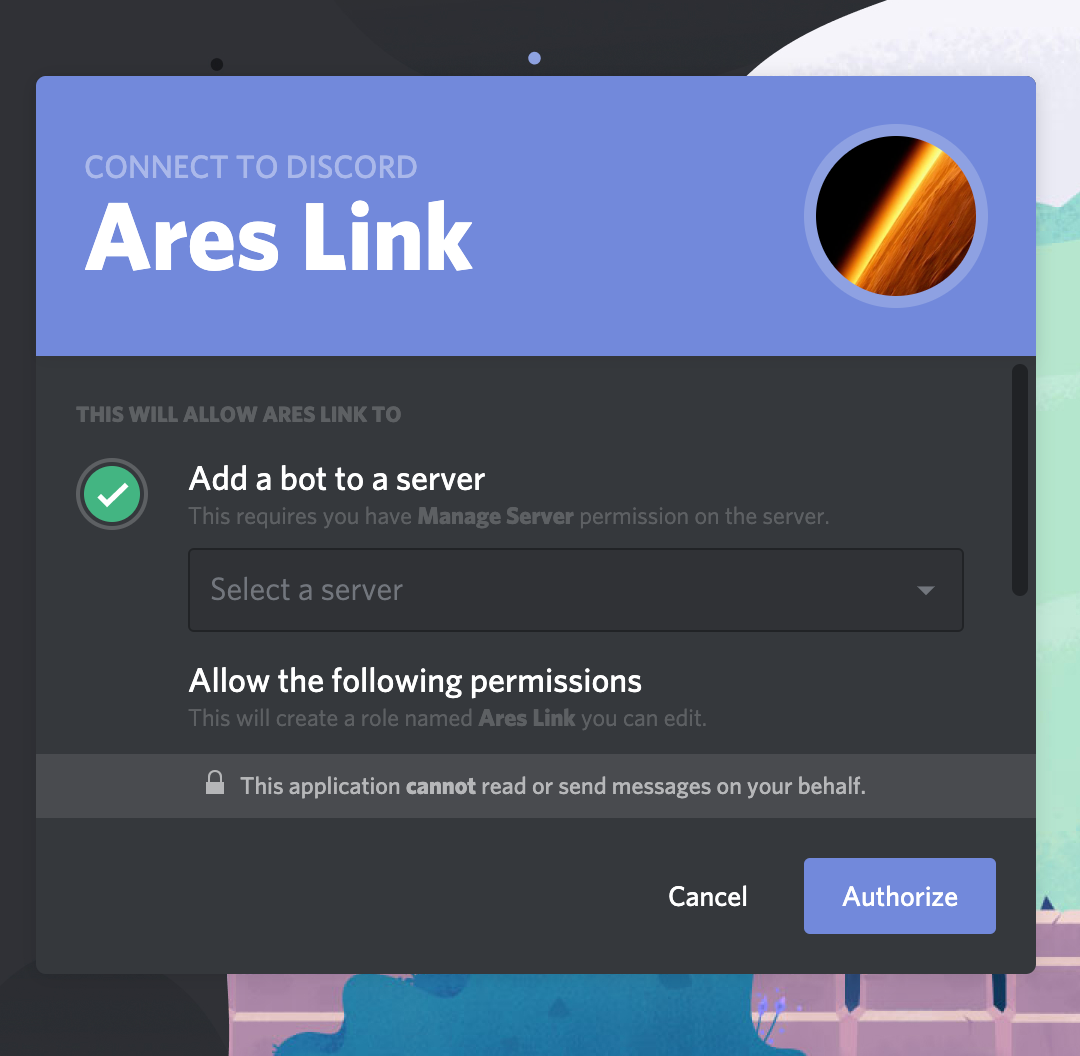 CONNECT TO DISCORD
Ares Link
THIS WILL ALLOW ARES LINK TO
Add a bot to a server
This requires you have Manage Server permission on the server.
Select a server
Allow the following permissions
This will create a role named Ares Link you can edit.
This application cannot read or send messages on your behalf.
Cancel
Authorize